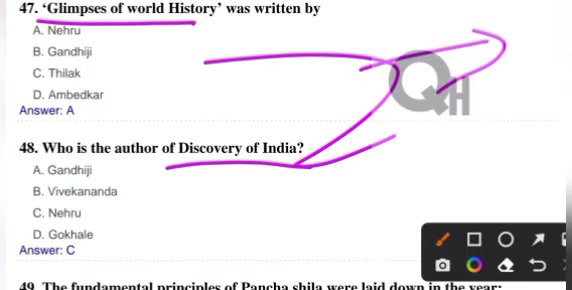 47. ‘Glimpses of world History’ was written by
A. Nehru
B. Gandhiji
C. Thilak
D. Ambedkar
Answer: A
QH
48. Who is the author of Discovery of India?
A. Gandhiji
B. Vivekananda
C. Nehru
D. Gokhale
Answer: C
49. The fundamental principles of Pancha shila were laid down in the year: